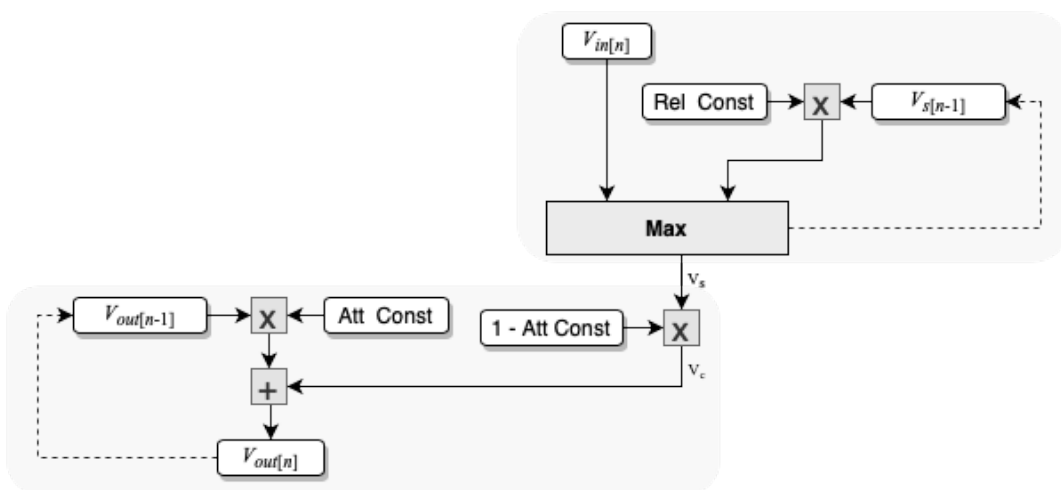 Vin[n]
Rel Const
X
Vs[n-1]
Max
Vs
Vout[n-1]
X
Att Const
1 - Att Const
X
Vc
+
Vout[n]